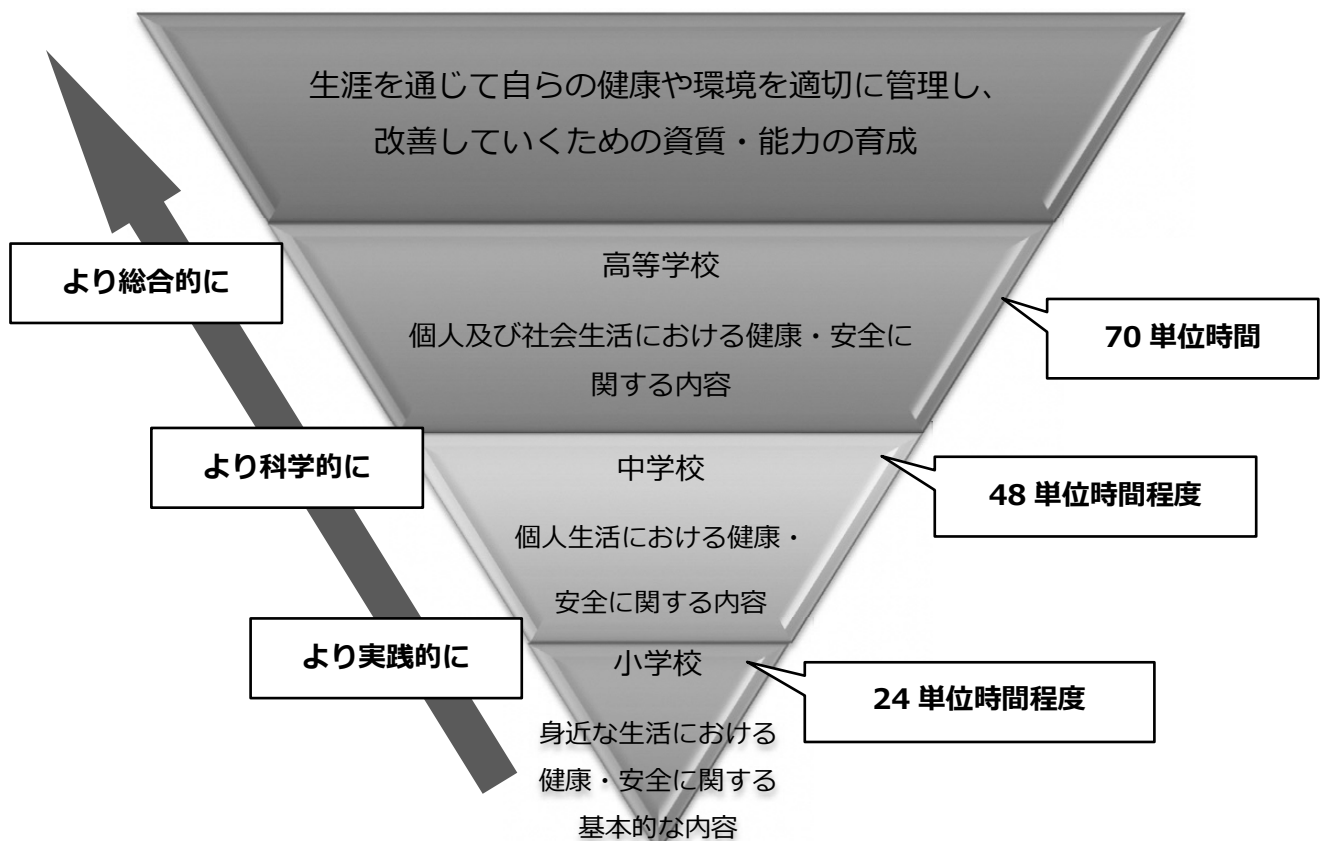 生涯を通じて自らの健康や環境を適切に管理し、
改善していくための資質・能力の育成
より総合的に
高等学校
個人及び社会生活における健康・安全に
関する内容
70 単位時間
より科学的に
中学校
個人生活における健康・
安全に関する内容
48 単位時間程度
より実践的に
小学校
身近な生活における
健康・安全に関する
基本的な内容
24 単位時間程度